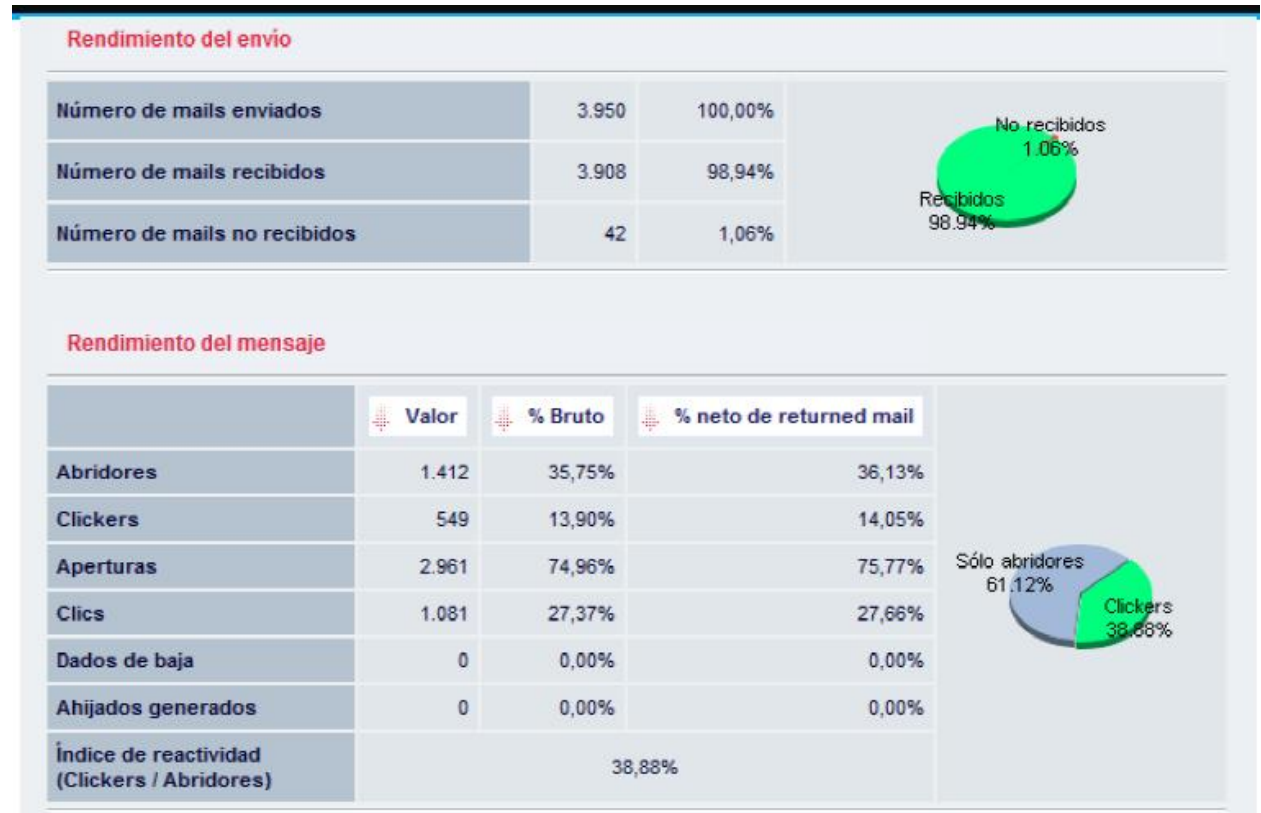 Rendimiento del envío
Número de mails enviados 3.950 100,00%
Número de mails recibidos 3.908 98,94%
Número de mails no recibidos 42 1,06%
No recibidos
1.06%
Recibidos
98.94%
Rendimiento del mensaje
Valor % Bruto % neto de returned mail
Abridores 1.412 35,75% 36,13%
Clickers 549 13,90% 14,05%
Aperturas 2.961 74,96% 75,77%
Clics 1.081 27,37% 27,66%
Dados de baja 0 0,00% 0,00%
Ahijados generados 0 0,00% 0,00%
Índice de reactividad
(Clickers / Abridores) 38,88%
Sólo abridores
61.12%
Clickers
38.88%